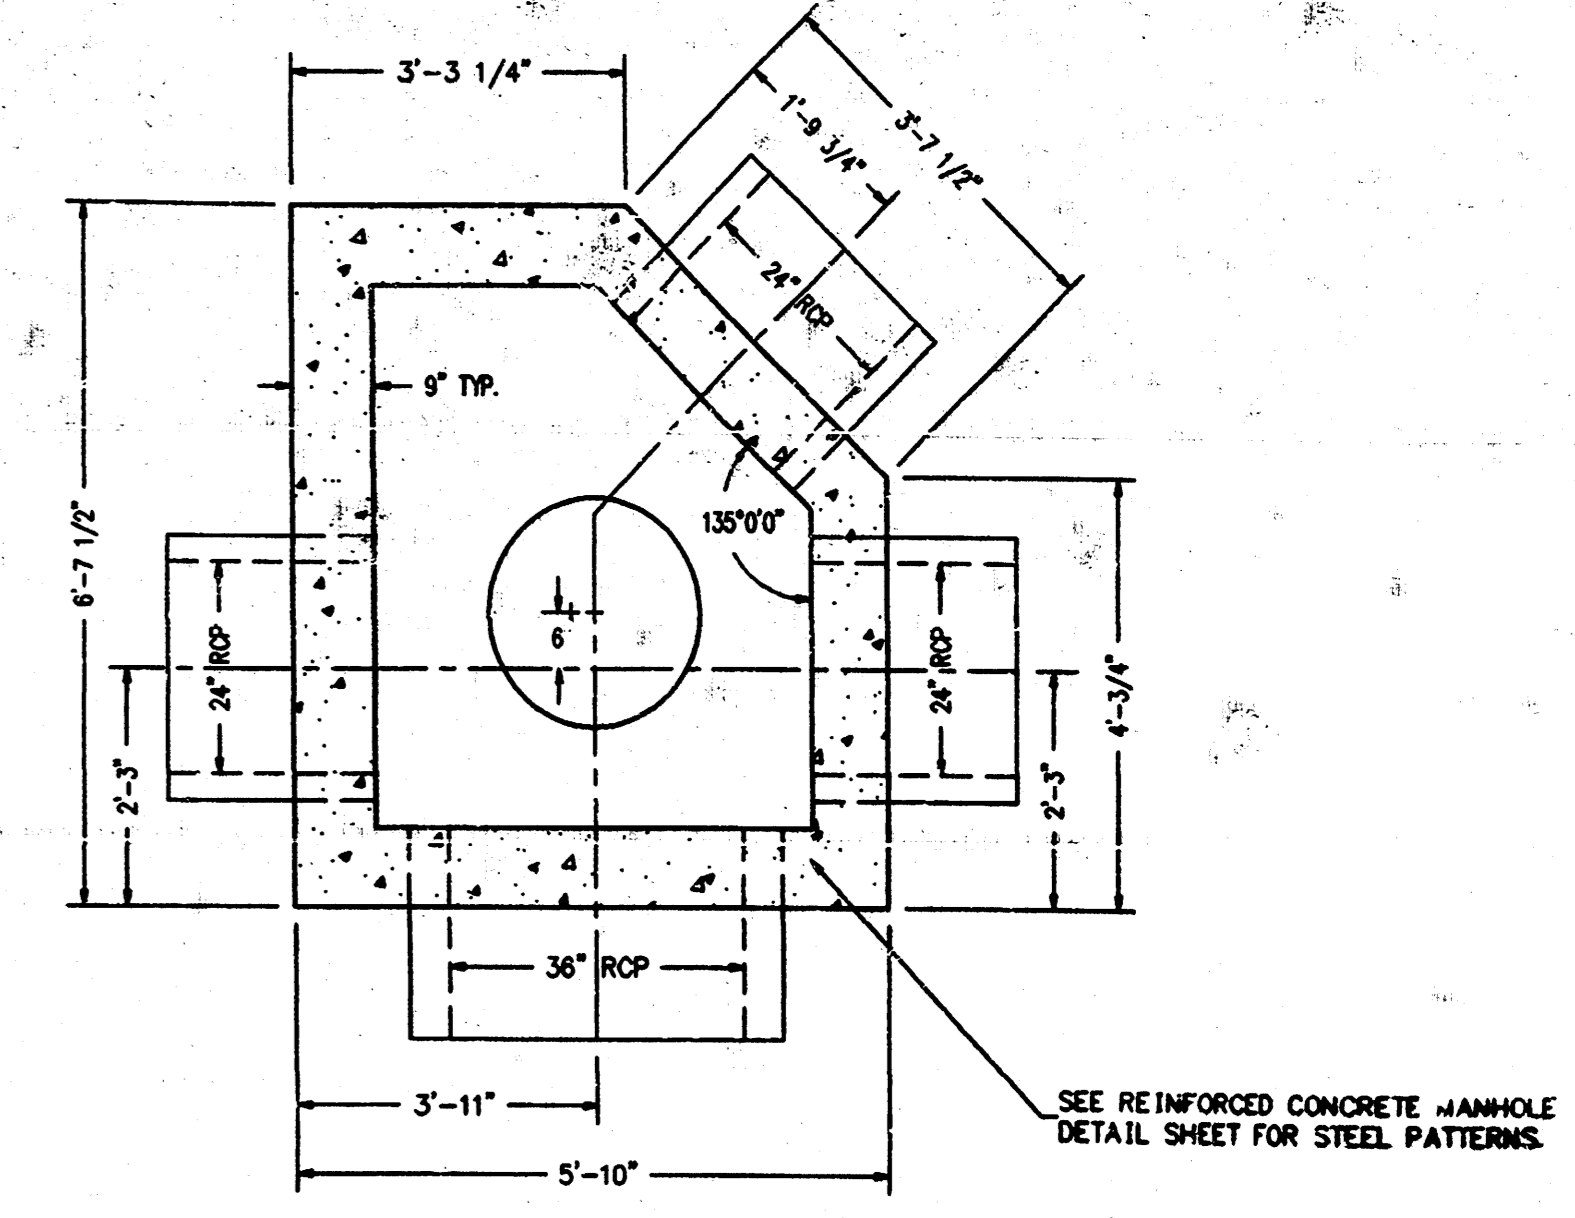 3'-3 1/4"
3'-7 1/2"
1'-9 3/4"
24" RCP
9" TYP.
6'-7 1/2"
135°0'0"
6
24" RCP
24" RCP
4'-3/4"
2'-3"
2'-3"
36" RCP
3'-11"
5'-10"
SEE REINFORCED CONCRETE MANHOLE
DETAIL SHEET FOR STEEL PATTERNS.